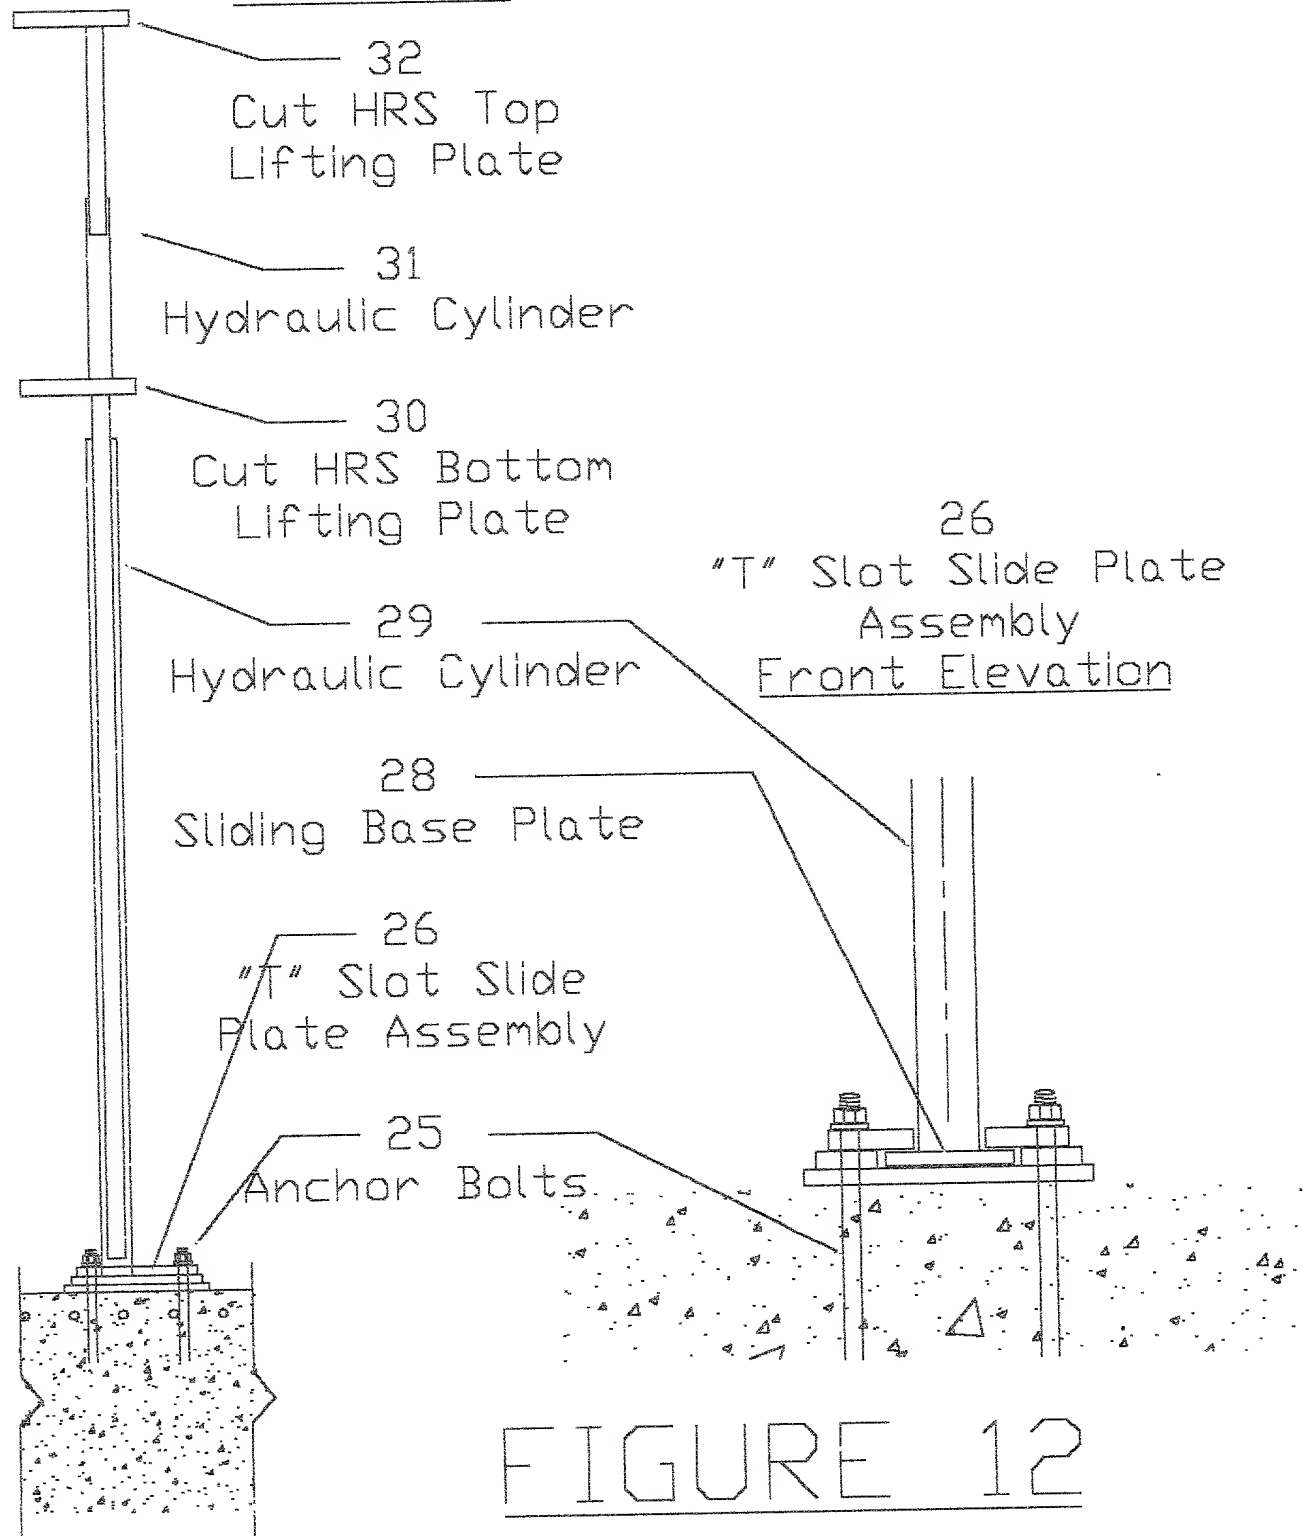 32
Cut HRS Top
Lifting Plate
31
Hydraulic Cylinder
30
Cut HRS Bottom
Lifting Plate
29
Hydraulic Cylinder
28
Sliding Base Plate
26
"T" Slot Slide
Plate Assembly
25
Anchor Bolts
26
"T" Slot Slide Plate
Assembly
Front Elevation
FIGURE 12